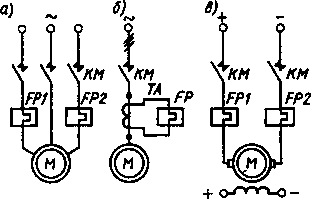 а) ~ б) ~ в) + −
КМ КМ КМ КМ
FP1 FP2 TA FP FP1 FP2
М М М
+ −